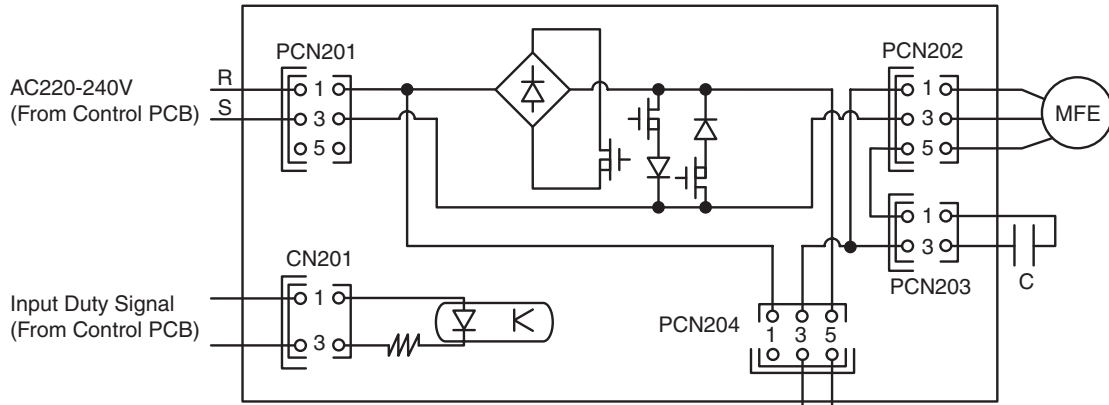 PCN201
PCN202
AC220-240V
(From Control PCB)
R
S
1
3
5
1
3
5
MFE
1
3
PCN203
C
CN201
Input Duty Signal
(From Control PCB)
1
3
PCN204
1 3 5